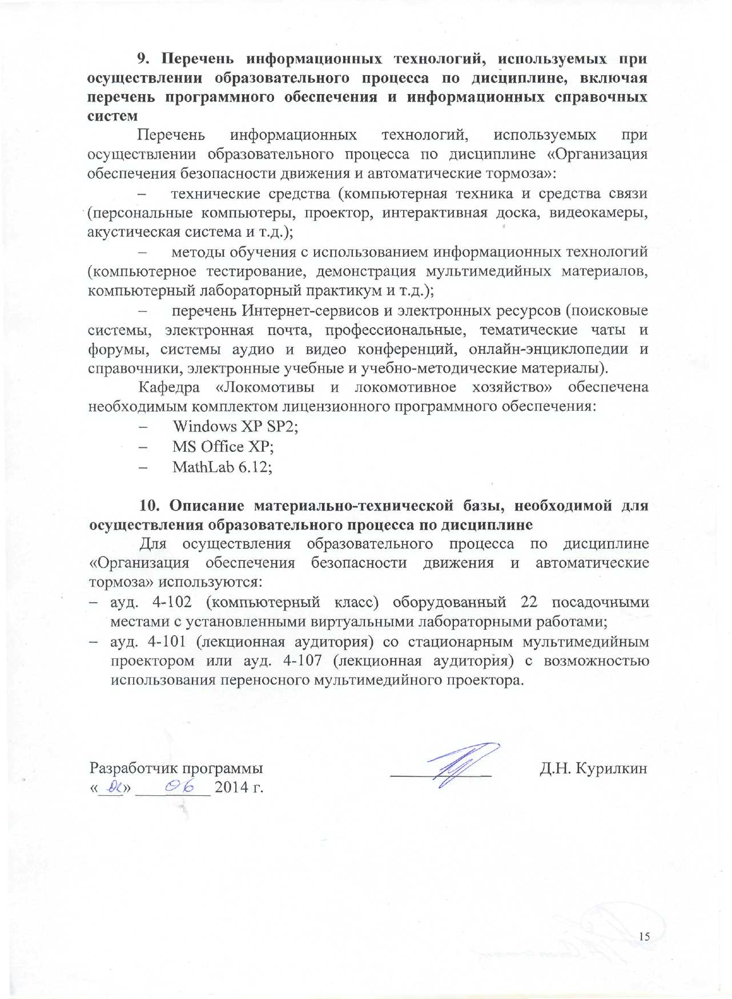 9. Перечень информационных технологий, используемых при
осуществлении образовательного процесса по дисциплине, включая
перечень программного обеспечения и информационных справочных
систем
Перечень информационных технологий, используемых при
осуществлении образовательного процесса по дисциплине «Организация
обеспечения безопасности движения и автоматические тормоза»:
– технические средства (компьютерная техника и средства связи
(персональные компьютеры, проектор, интерактивная доска, видеокамеры,
акустическая система и т.д.);
– методы обучения с использованием информационных технологий
(компьютерное тестирование, демонстрация мультимедийных материалов,
компьютерный лабораторный практикум и т.д.);
– перечень Интернет-сервисов и электронных ресурсов (поисковые
системы, электронная почта, профессиональные, тематические чаты и
форумы, системы аудио и видео конференций, онлайн-энциклопедии и
справочники, электронные учебные и учебно-методические материалы).
Кафедра «Локомотивы и локомотивное хозяйство» обеспечена
необходимым комплектом лицензионного программного обеспечения:
– Windows XP SP2;
– MS Office XP;
– MathLab 6.12;
10. Описание материально-технической базы, необходимой для
осуществления образовательного процесса по дисциплине
Для осуществления образовательного процесса по дисциплине
«Организация обеспечения безопасности движения и автоматические
тормоза» используются:
– ауд. 4-102 (компьютерный класс) оборудованный 22 посадочными
местами с установленными виртуальными лабораторными работами;
– ауд. 4-101 (лекционная аудитория) со стационарным мультимедийным
проектором или ауд. 4-107 (лекционная аудитория) с возможностью
использования переносного мультимедийного проектора.
Разработчик программы Д.Н. Курилкин
«» 06 2014 г.
15